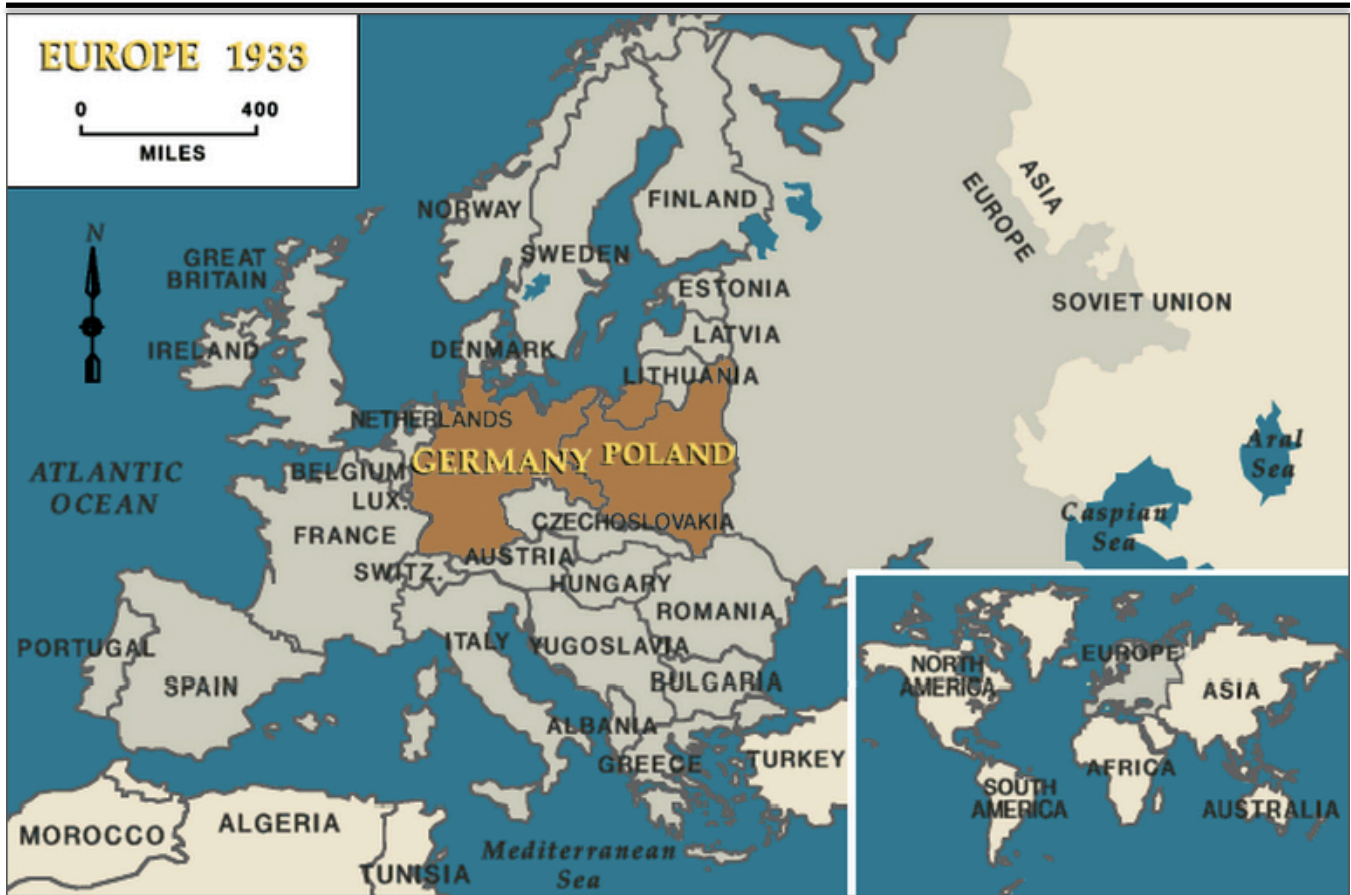 EUROPE 1933
0 400
MILES
N
NORWAY
FINLAND
ASIA
EUROPE
GREAT
BRITAIN
SWEDEN
ESTONIA
SOVIET UNION
LATVIA
IRELAND
DENMARK
LITHUANIA
NETHERLANDS
GERMANY
POLAND
Aral
Sea
ATLANTIC
OCEAN
BELGIUM
LUX.
Caspian
Sea
CZECHOSLOVAKIA
FRANCE
AUSTRIA
SWITZ.
HUNGARY
ROMANIA
PORTUGAL
ITALY
YUGOSLAVIA
SPAIN
BULGARIA
ALBANIA
GREECE
TURKEY
MOROCCO
ALGERIA
TUNISIA
Mediterranean
Sea
NORTH
AMERICA
EUROPE
ASIA
AFRICA
SOUTH
AMERICA
AUSTRALIA